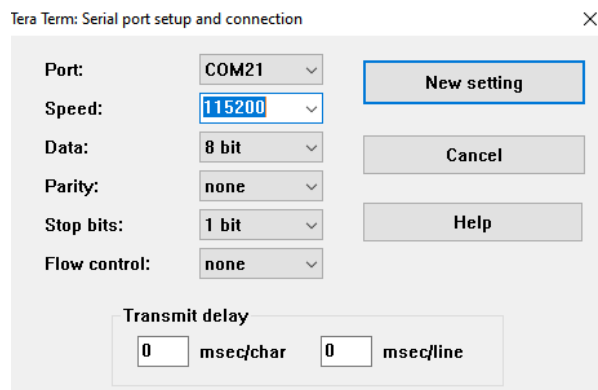 Tera Term: Serial port setup and connection
Port: COM21
New setting
Speed: 115200
Data: 8 bit
Cancel
Parity: none
Stop bits: 1 bit
Help
Flow control: none
Transmit delay
0 msec/char 0 msec/line